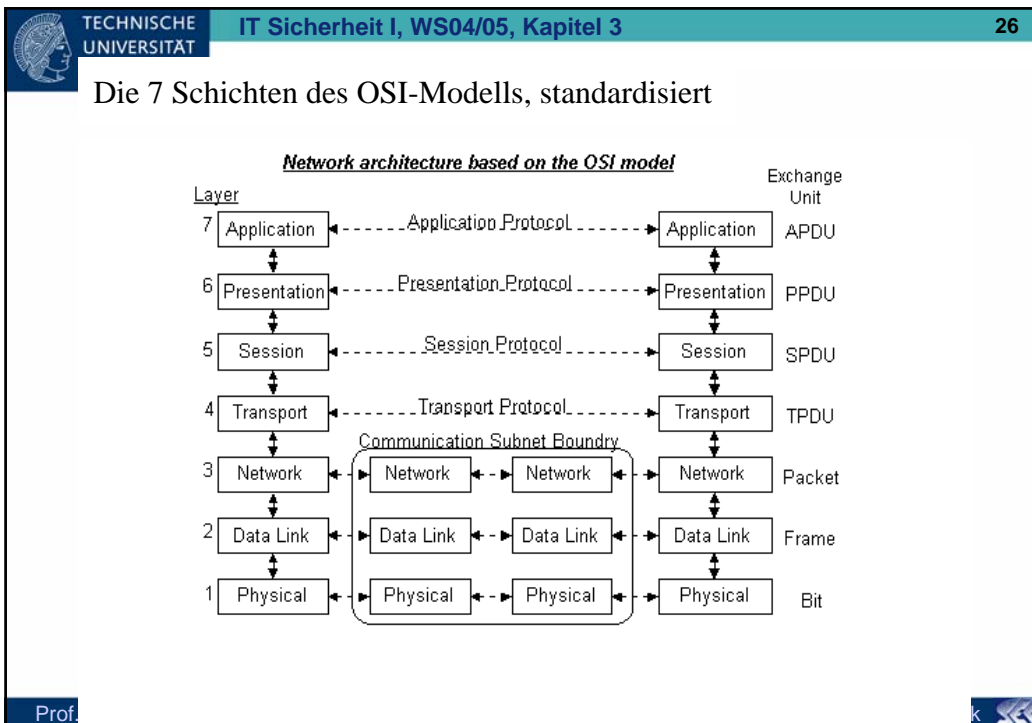 TECHNISCHE
UNIVERSITÄT
IT Sicherheit I, WS04/05, Kapitel 3
26
Die 7 Schichten des OSI-Modells, standardisiert
Network architecture based on the OSI model
Exchange
Unit
Layer
7 Application Application Protocol Application APDU
6 Presentation Presentation Protocol Presentation PPDU
5 Session Session Protocol Session SPDU
4 Transport Transport Protocol Transport TPDU
Communication Subnet Boundry
3 Network Network Network Network Packet
2 Data Link Data Link Data Link Data Link Frame
1 Physical Physical Physical Physical Bit
Prof.
k